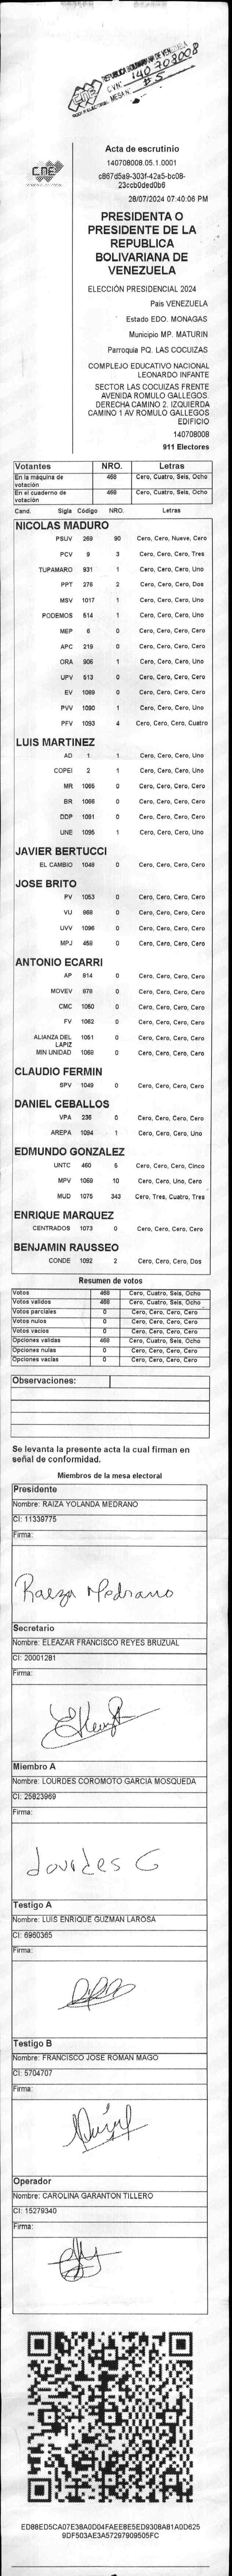 REPUBLICA BOLIVARIANA DE VENEZUELA
CVN: 140708008
MESA N° #5
CNE
Acta de escrutinio
140708008.05.1.0001
c867d5a9-303f-42a5-bc08-
23ccb0ded0b6
28/07/2024 07:40:06 PM
PRESIDENTA O
PRESIDENTE DE LA
REPUBLICA
BOLIVARIANA DE
VENEZUELA
ELECCIÓN PRESIDENCIAL 2024
Pais VENEZUELA
Estado EDO. MONAGAS
Municipio MP. MATURIN
Parroquia PQ. LAS COCUIZAS
COMPLEJO EDUCATIVO NACIONAL
LEONARDO INFANTE
SECTOR LAS COCUIZAS FRENTE
AVENIDA ROMULO GALLEGOS.
DERECHA CAMINO 2. IZQUIERDA
CAMINO 1 AV ROMULO GALLEGOS
EDIFICIO
140708008
911 Electores
Votantes NRO. Letras
En la máquina de votación 468 Cero, Cuatro, Seis, Ocho
En el cuaderno de votación 468 Cero, Cuatro, Seis, Ocho
Cand. Sigla Código NRO. Letras
NICOLAS MADURO
PSUV 269 90 Cero, Cero, Nueve, Cero
PCV 9 3 Cero, Cero, Cero, Tres
TUPAMARO 931 1 Cero, Cero, Cero, Uno
PPT 276 2 Cero, Cero, Cero, Dos
MSV 1017 1 Cero, Cero, Cero, Uno
PODEMOS 514 1 Cero, Cero, Cero, Uno
MEP 6 0 Cero, Cero, Cero, Cero
APC 219 0 Cero, Cero, Cero, Cero
ORA 906 1 Cero, Cero, Cero, Uno
UPV 513 0 Cero, Cero, Cero, Cero
EV 1089 0 Cero, Cero, Cero, Cero
PVV 1090 1 Cero, Cero, Cero, Uno
PFV 1093 4 Cero, Cero, Cero, Cuatro
LUIS MARTINEZ
AD 1 1 Cero, Cero, Cero, Uno
COPEI 2 1 Cero, Cero, Cero, Uno
MR 1065 0 Cero, Cero, Cero, Cero
BR 1066 0 Cero, Cero, Cero, Cero
DDP 1091 0 Cero, Cero, Cero, Cero
UNE 1095 1 Cero, Cero, Cero, Uno
JAVIER BERTUCCI
EL CAMBIO 1048 0 Cero, Cero, Cero, Cero
JOSE BRITO
PV 1053 0 Cero, Cero, Cero, Cero
VU 868 0 Cero, Cero, Cero, Cero
UVV 1096 0 Cero, Cero, Cero, Cero
MPJ 458 0 Cero, Cero, Cero, Cero
ANTONIO ECARRI
AP 814 0 Cero, Cero, Cero, Cero
MOVEV 878 0 Cero, Cero, Cero, Cero
CMC 1050 0 Cero, Cero, Cero, Cero
FV 1062 0 Cero, Cero, Cero, Cero
ALIANZA DEL LAPIZ 1051 0 Cero, Cero, Cero, Cero
MIN UNIDAD 1068 0 Cero, Cero, Cero, Cero
CLAUDIO FERMIN
SPV 1049 0 Cero, Cero, Cero, Cero
DANIEL CEBALLOS
VPA 236 0 Cero, Cero, Cero, Cero
AREPA 1094 1 Cero, Cero, Cero, Uno
EDMUNDO GONZALEZ
UNTC 460 5 Cero, Cero, Cero, Cinco
MPV 1069 10 Cero, Cero, Uno, Cero
MUD 1075 343 Cero, Tres, Cuatro, Tres
ENRIQUE MARQUEZ
CENTRADOS 1073 0 Cero, Cero, Cero, Cero
BENJAMIN RAUSSEO
CONDE 1092 2 Cero, Cero, Cero, Dos
Resumen de votos
Votos 468 Cero, Cuatro, Seis, Ocho
Votos validos 468 Cero, Cuatro, Seis, Ocho
Votos parciales 0 Cero, Cero, Cero, Cero
Votos nulos 0 Cero, Cero, Cero, Cero
Votos vacios 0 Cero, Cero, Cero, Cero
Opciones validas 468 Cero, Cuatro, Seis, Ocho
Opciones nulas 0 Cero, Cero, Cero, Cero
Opciones vacias 0 Cero, Cero, Cero, Cero
Observaciones:
Se levanta la presente acta la cual firman en
señal de conformidad.
Miembros de la mesa electoral
Presidente
Nombre: RAIZA YOLANDA MEDRANO
CI: 11339775
Firma:
Raeza Medrano
Secretario
Nombre: ELEAZAR FRANCISCO REYES BRUZUAL
CI: 20001281
Firma:
Miembro A
Nombre: LOURDES COROMOTO GARCIA MOSQUEDA
CI: 25823969
Firma:
Lourdes G
Testigo A
Nombre: LUIS ENRIQUE GUZMAN LAROSA
CI: 6960365
Firma:
Testigo B
Nombre: FRANCISCO JOSE ROMAN MAGO
CI: 5704707
Firma:
Operador
Nombre: CAROLINA GARANTON TILLERO
CI: 15279340
Firma:
ED88ED5CA07E38A0D04FAEE8E5ED9308A81A0D625
9DF503AE3A57297909505FC